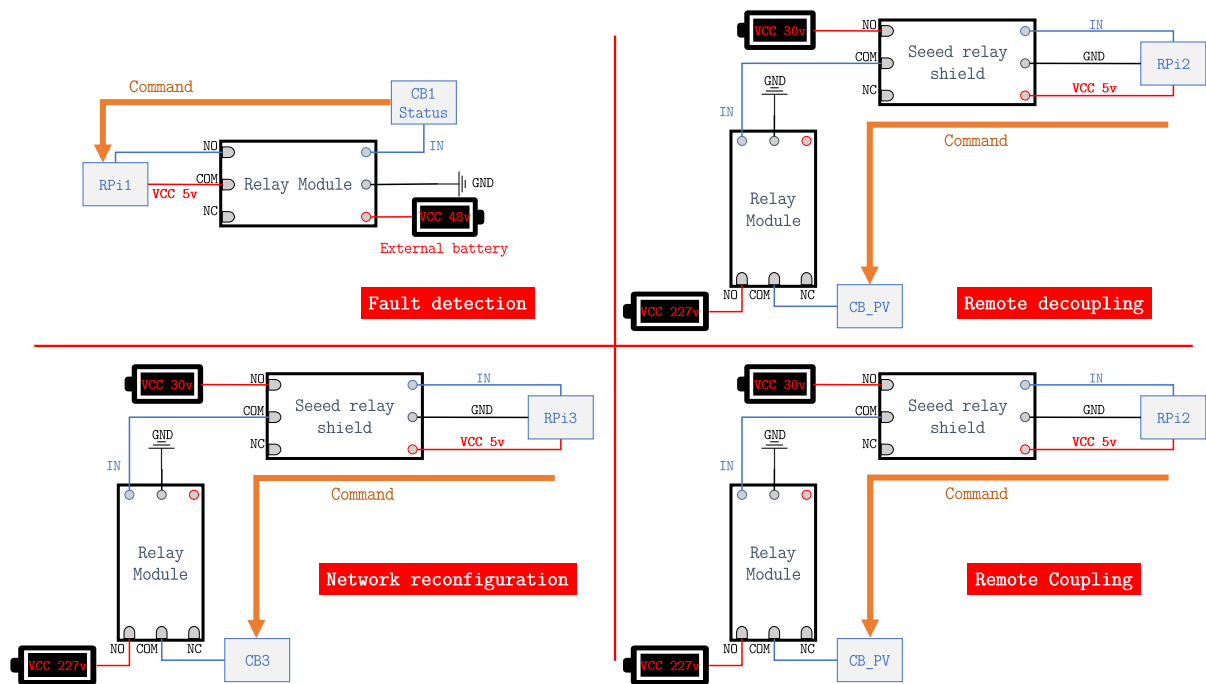 Command
CB1
Status
NO
IN
RPi1
COM
VCC 5v
Relay Module
GND
NC
VCC 48v
External battery
Fault detection
VCC 30v
NO
IN
COM
Seeed relay
shield
GND
RPi2
NC
VCC 5v
GND
IN
Command
Relay
Module
NO
COM
NC
VCC 227v
CB_PV
Remote decoupling
VCC 30v
NO
IN
COM
Seeed relay
shield
GND
RPi3
NC
VCC 5v
GND
IN
Command
Relay
Module
Network reconfiguration
NO
COM
NC
VCC 227v
CB3
VCC 30v
NO
IN
COM
Seeed relay
shield
GND
RPi2
NC
VCC 5v
GND
IN
Command
Relay
Module
Remote Coupling
NO
COM
NC
VCC 227v
CB_PV